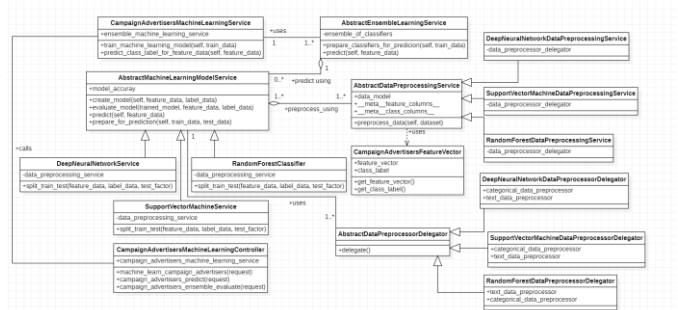 CampaignAdvertisersMachineLearningService
+ensemble_machine_learning_service
+train_machine_learning_model(self, train_data)
+predict_class_label_for_feature_data(self, feature_data)
+uses
1
1..*
AbstractEnsembleLearningService
-ensemble_of_classifiers
+prepare_classifiers_for_predicion(self, train_data)
+predict(self, feature_data)
1
0..*
+predict using
DeepNeuralNetworkDataPreprocessingService
-data_preprocessor_delegator
AbstractMachineLearningModelService
+model_accuray
+create_model(self, feature_data, label_data)
+evaluate_model(trained_model, feature_data, label_data)
+predict(self, feature_data)
+prepare_for_prediction(self, train_data, test_data)
1..*
1..*
+preprocess_using
AbstractDataPreprocessingService
+data_model
+__meta__feature_columns__
+__meta__class_columns__
+preprocess_data(self, dataset)
SupportVectorMachineDataPreprocessingService
-data_preprocessor_delegator
+uses
RandomForestDataPreprocessingService
-data_preprocessor_delegator
1
+calls
DeepNeuralNetworkService
-data_preprocessing_service
+split_train_test(feature_data, label_data, test_factor)
RandomForestClassifier
-data_preprocessing_service
+split_train_test(feature_data, label_data, test_factor)
CampaignAdvertisersFeatureVector
+feature_vector
+class_label
+get_feature_vector()
+get_class_label()
DeepNeuralNetworkDataPreprocessorDelegator
+categorical_data_preprocessor
+text_data_preprocessor
SupportVectorMachineService
-data_preprocessing_service
+split_train_test(feature_data, label_data, test_factor)
+uses
1..*
AbstractDataPreprocessorDelegator
+delegate()
SupportVectorMachineDataPreprocessorDelegator
+categorical_data_preprocessor
+text_data_preprocessor
CampaignAdvertisersMachineLearningController
+campaign_advertisers_machine_learning_service
+machine_learn_campaign_advertisers(request)
+campaign_advertisers_predict(request)
+campaign_advertisers_ensemble_evaluate(request)
RandomForestDataPreprocessorDelegator
+text_data_preprocessor
+categorical_data_preprocessor